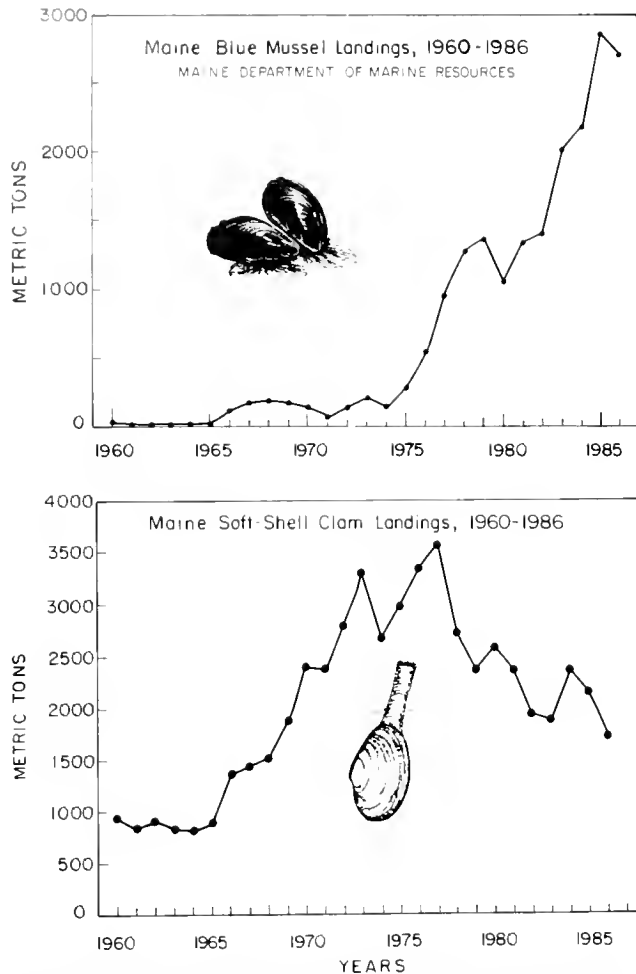 Maine Blue Mussel Landings, 1960-1986
MAINE DEPARTMENT OF MARINE RESOURCES
METRIC TONS
3000
2000
1000
0
1960 1965 1970 1975 1980 1985
Maine Soft-Shell Clam Landings, 1960-1986
METRIC TONS
4000
3500
3000
2500
2000
1500
1000
500
0
1960 1965 1970 1975 1980 1985
YEARS